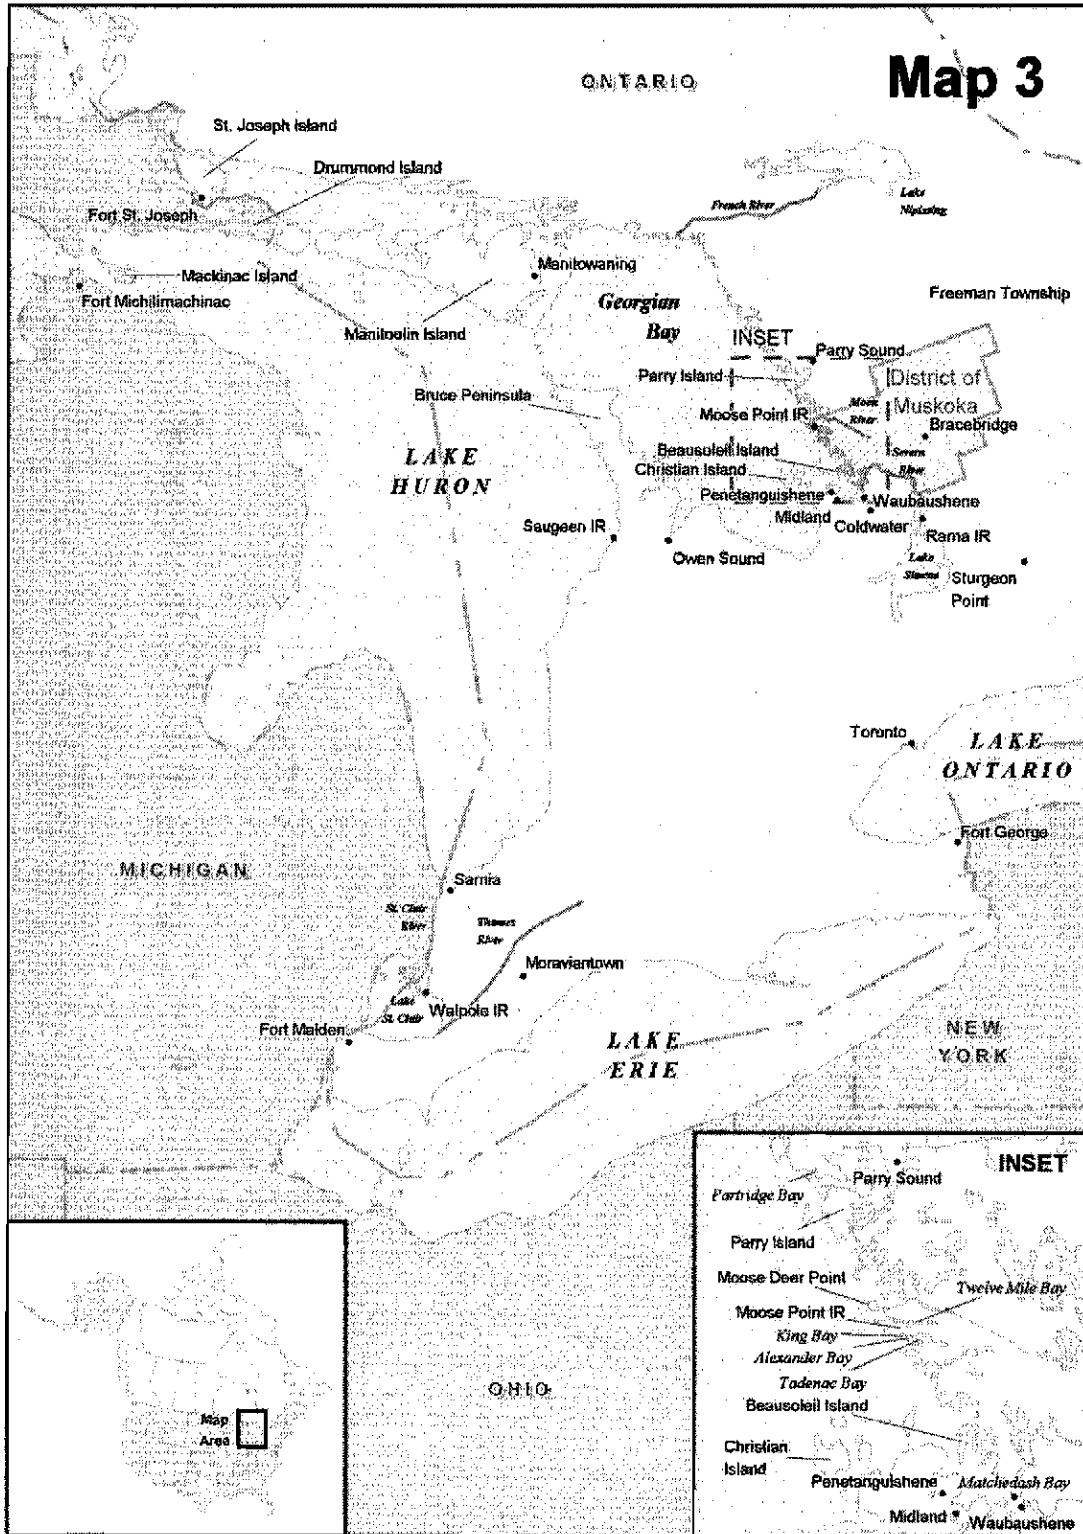 Map 3
ONTARIO
St. Joseph Island
Drummond Island
Fort St. Joseph
French River
Lake
Nipissing
Mackinac Island
Manitowaning
Fort Michilimachinac
Georgian
Bay
Freeman Township
Manitoulin Island
INSET
Parry Sound
Parry Island
District of
Muskoka
Bruce Peninsula
Moose Point IR
Moon
River
Bracebridge
LAKE
HURON
Beausoleil Island
Severn
River
Christian Island
Penetanguishene
Waubaushene
Midland
Coldwater
Saugeen IR
Rama IR
Owen Sound
Lake
Simcoe
Sturgeon
Point
Toronto
LAKE
ONTARIO
Fort George
MICHIGAN
Sarnia
St. Clair
River
Thames
River
Moraviantown
Lake
St. Clair
Walpole IR
Fort Malden
LAKE
ERIE
NEW
YORK
OHIO
Map
Area
INSET
Parry Sound
Partridge Bay
Parry Island
Moose Deer Point
Twelve Mile Bay
Moose Point IR
King Bay
Alexander Bay
Tadenac Bay
Beausoleil Island
Christian
Island
Penetanguishene
Matchedash Bay
Midland
Waubaushene